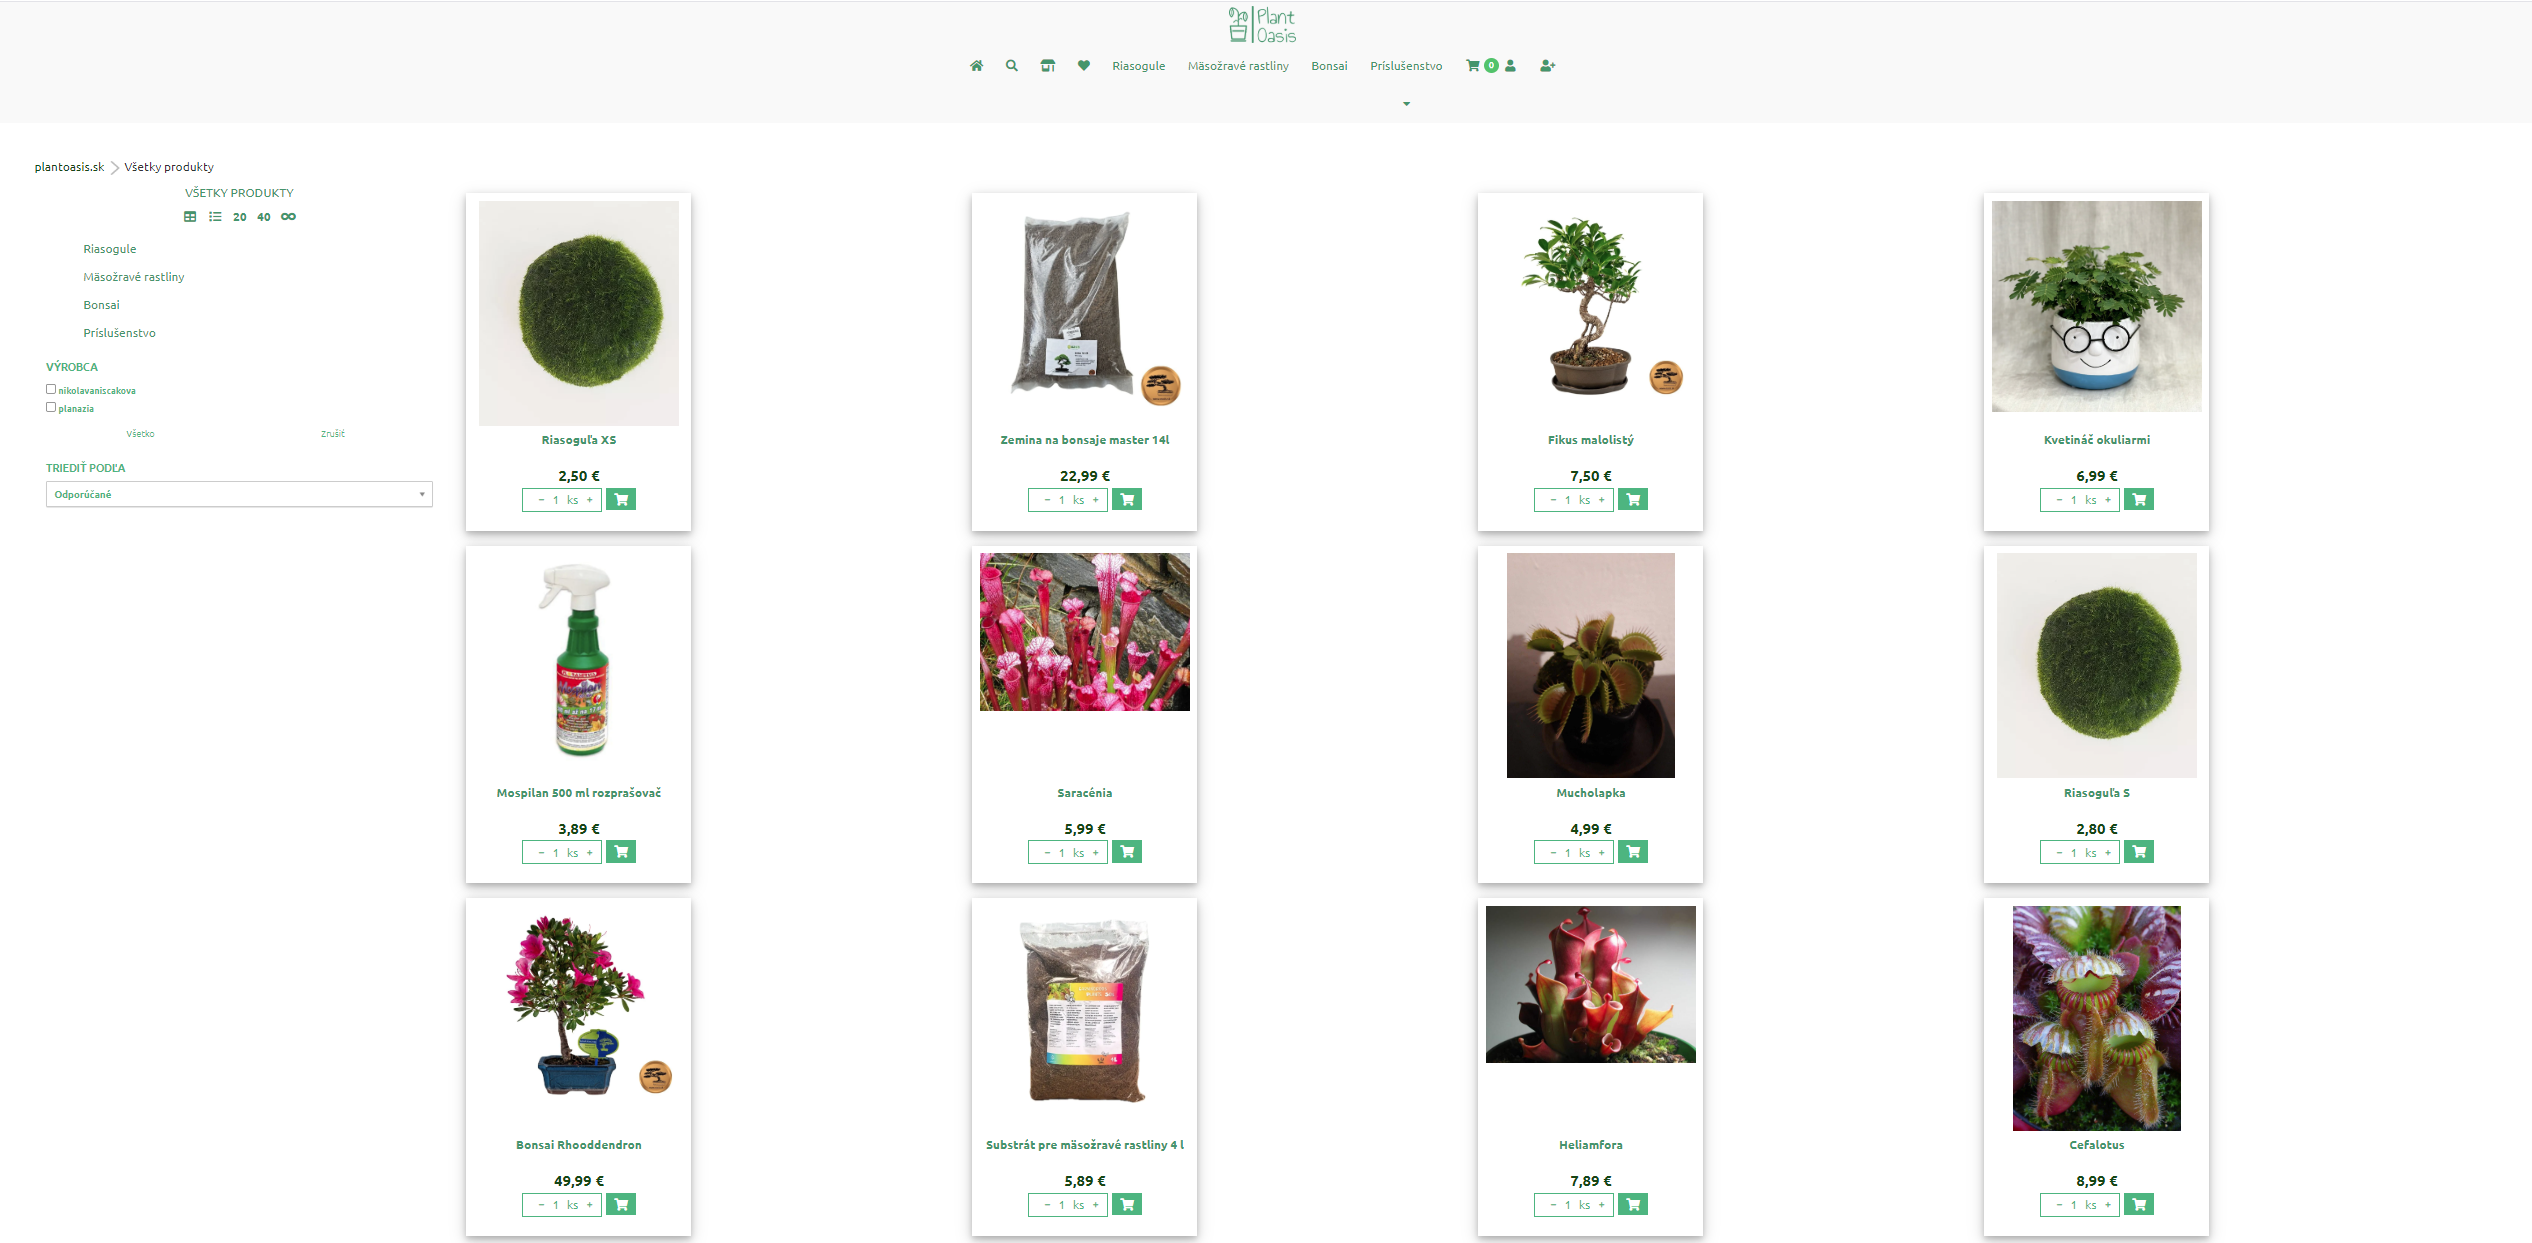 Plant
Oasis
Riasogule Mäsožravé rastliny Bonsai Príslušenstvo 0
plantoasis.sk Všetky produkty
VŠETKY PRODUKTY
20 40
Riasogule
Mäsožravé rastliny
Bonsai
Príslušenstvo
VÝROBCA
nikolavaniscakova
planazia
Všetko Zrušiť
TRIEDIŤ PODĽA
Odporúčané
Riasoguľa XS
2,50 €
− 1 ks +
Zemina na bonsaje master 14l
22,99 €
− 1 ks +
Fikus malolistý
7,50 €
− 1 ks +
Kvetináč okuliarmi
6,99 €
− 1 ks +
Mospilan 500 ml rozprašovač
3,89 €
− 1 ks +
Saracénia
5,99 €
− 1 ks +
Mucholapka
4,99 €
− 1 ks +
Riasoguľa S
2,80 €
− 1 ks +
Bonsai Rhooddendron
49,99 €
− 1 ks +
Substrát pre mäsožravé rastliny 4 l
5,89 €
− 1 ks +
Heliamfora
7,89 €
− 1 ks +
Cefalotus
8,99 €
− 1 ks +